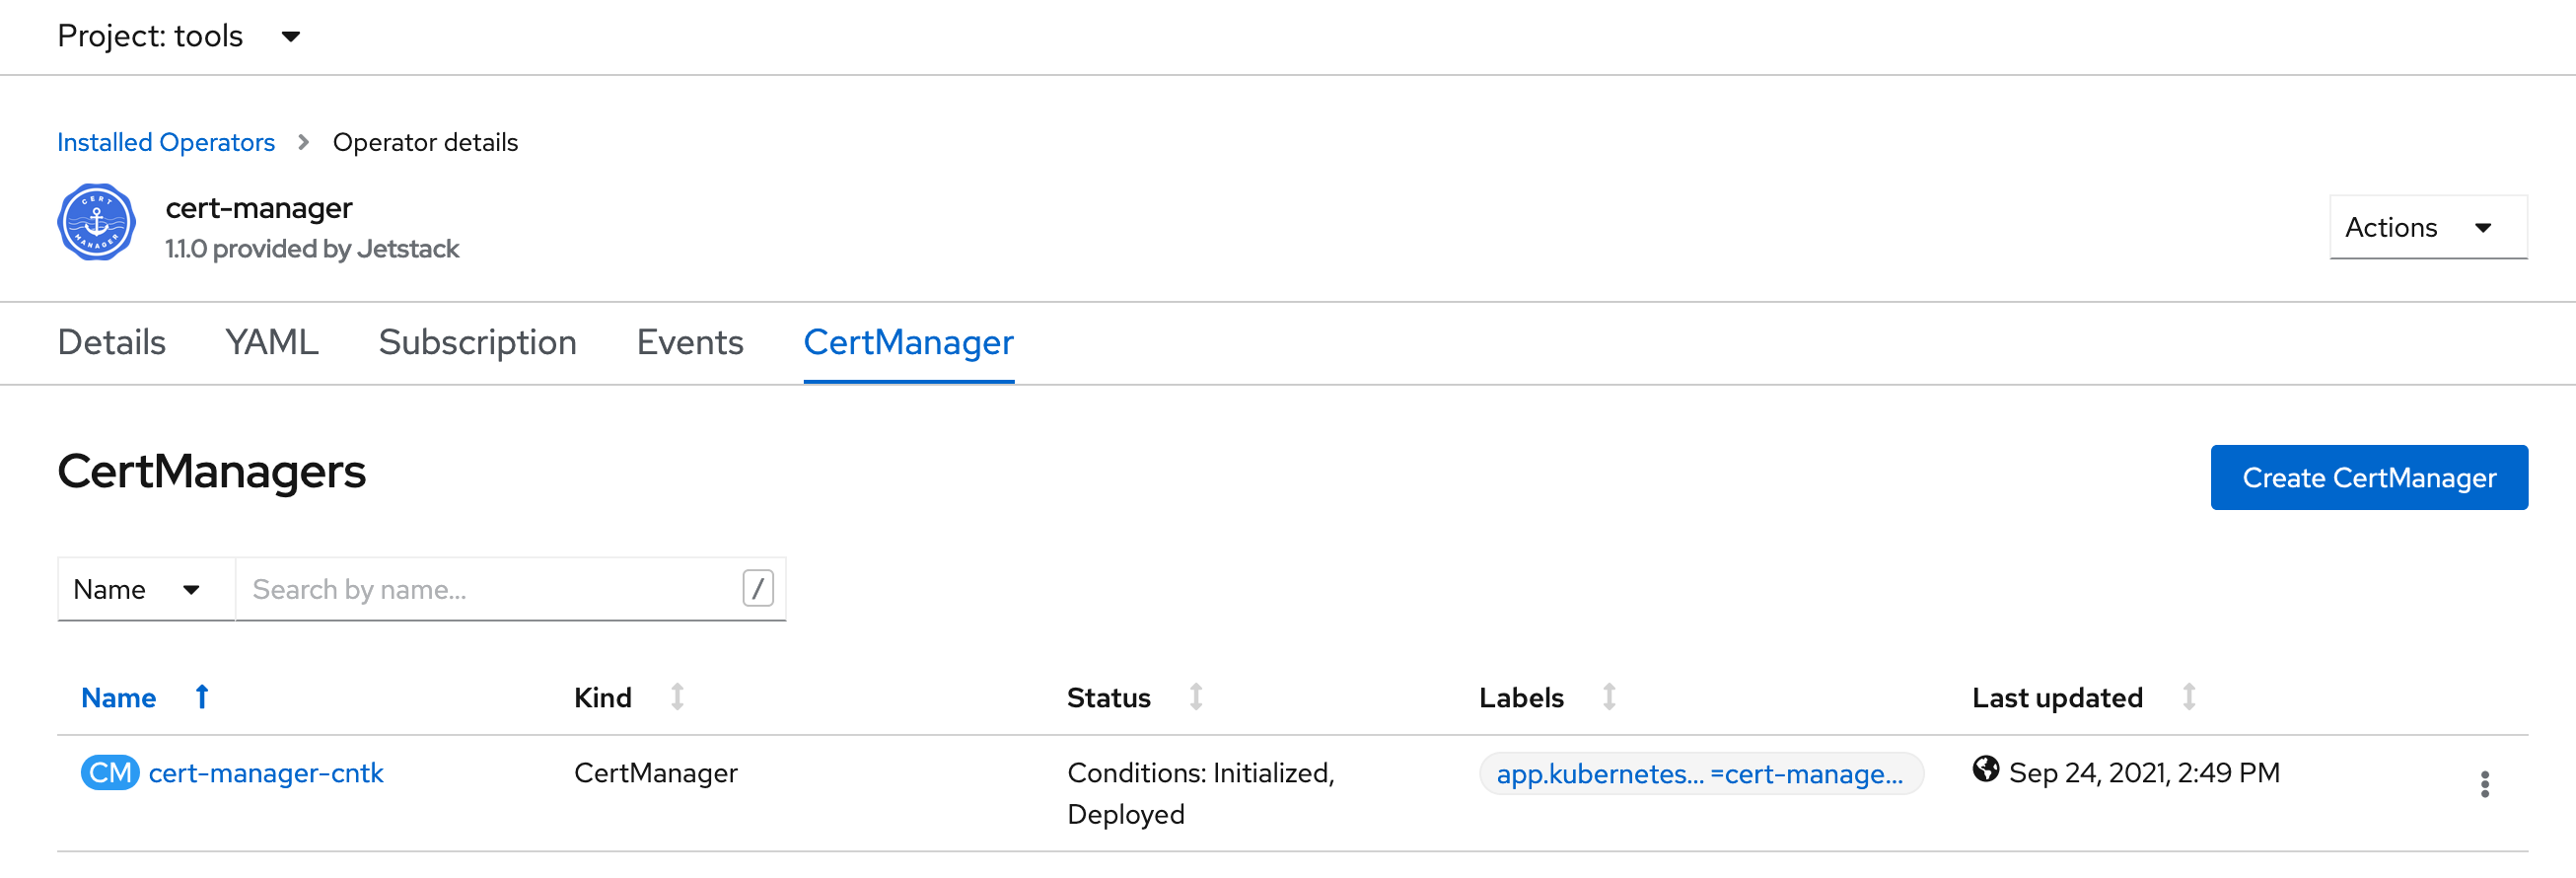 Project: tools
Installed Operators > Operator details
CERT MANAGER
cert-manager
1.1.0 provided by Jetstack
Actions
Details YAML Subscription Events CertManager
CertManagers
Create CertManager
Name Search by name... /
Name Kind Status Labels Last updated
CM cert-manager-cntk CertManager Conditions: Initialized, app.kubernetes... =cert-manage... Sep 24, 2021, 2:49 PM
Deployed